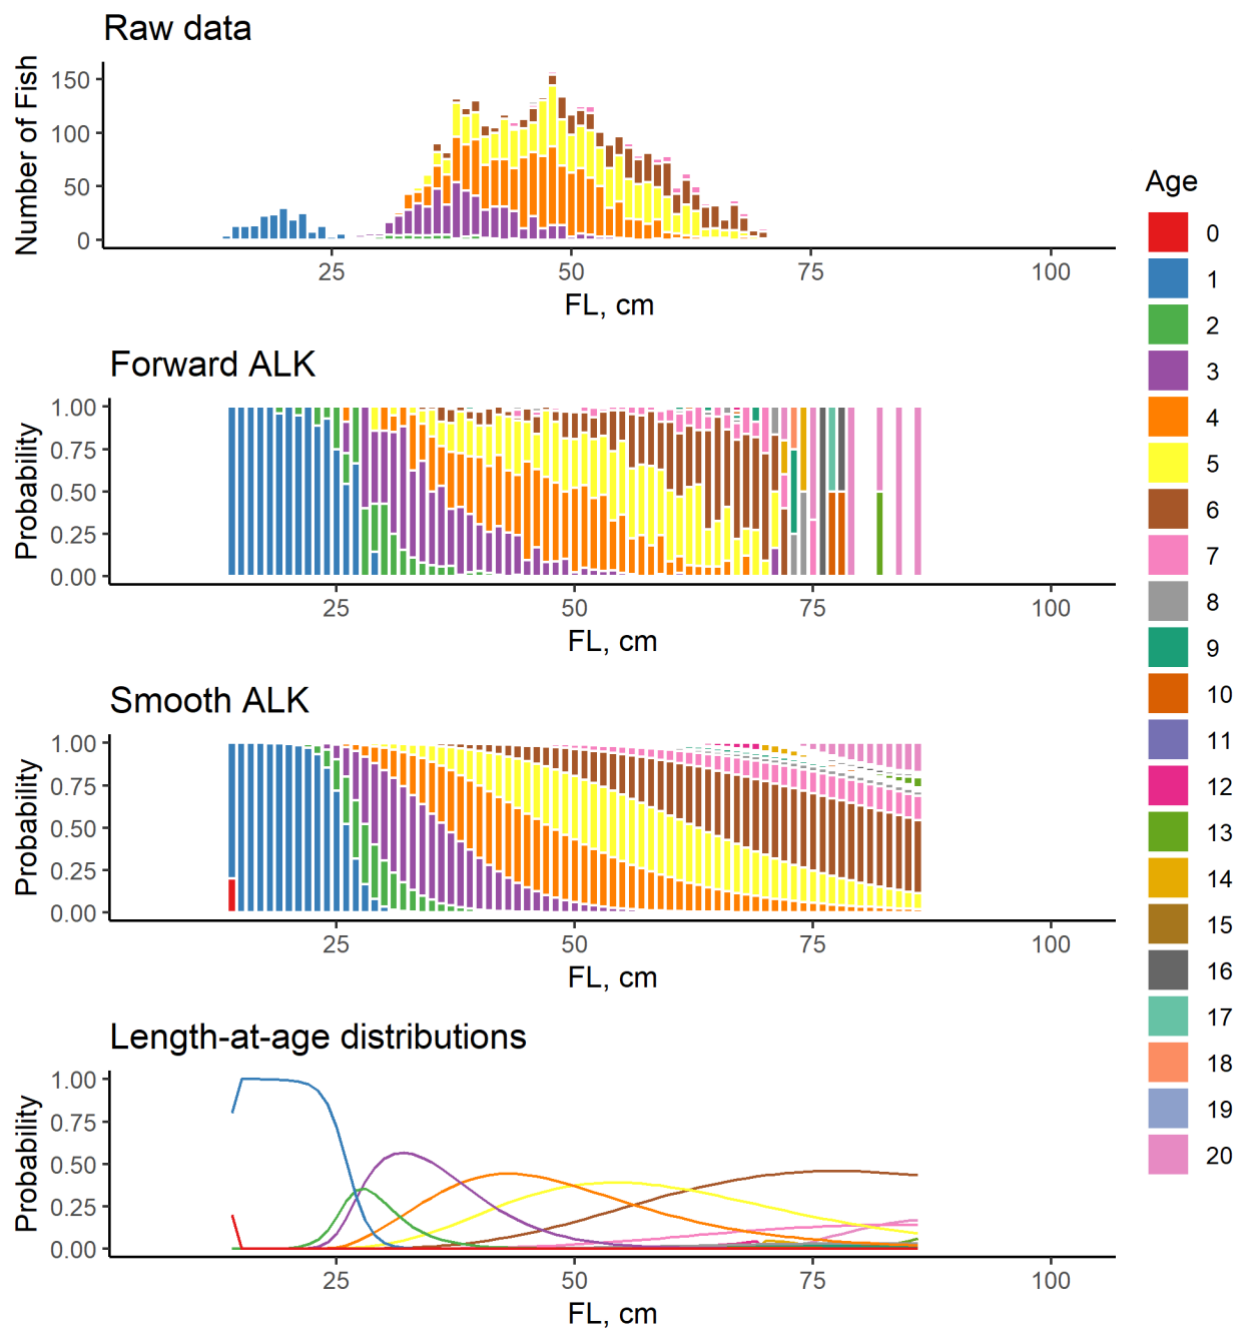 Raw data
Number of Fish
150
100
50
0
25 50 75 100
FL, cm
Forward ALK
Probability
1.00
0.75
0.50
0.25
0.00
25 50 75 100
FL, cm
Smooth ALK
Probability
1.00
0.75
0.50
0.25
0.00
25 50 75 100
FL, cm
Length-at-age distributions
Probability
1.00
0.75
0.50
0.25
0.00
25 50 75 100
FL, cm
Age
0
1
2
3
4
5
6
7
8
9
10
11
12
13
14
15
16
17
18
19
20